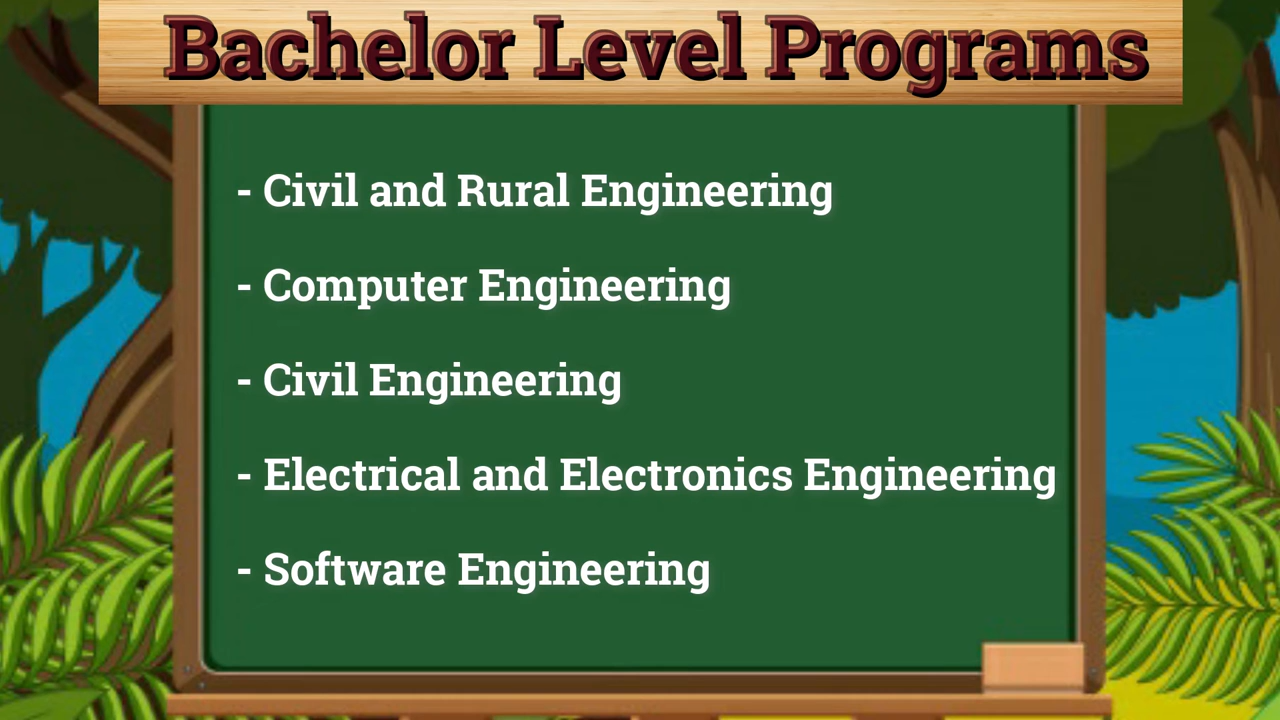 Bachelor Level Programs
- Civil and Rural Engineering
- Computer Engineering
- Civil Engineering
- Electrical and Electronics Engineering
- Software Engineering